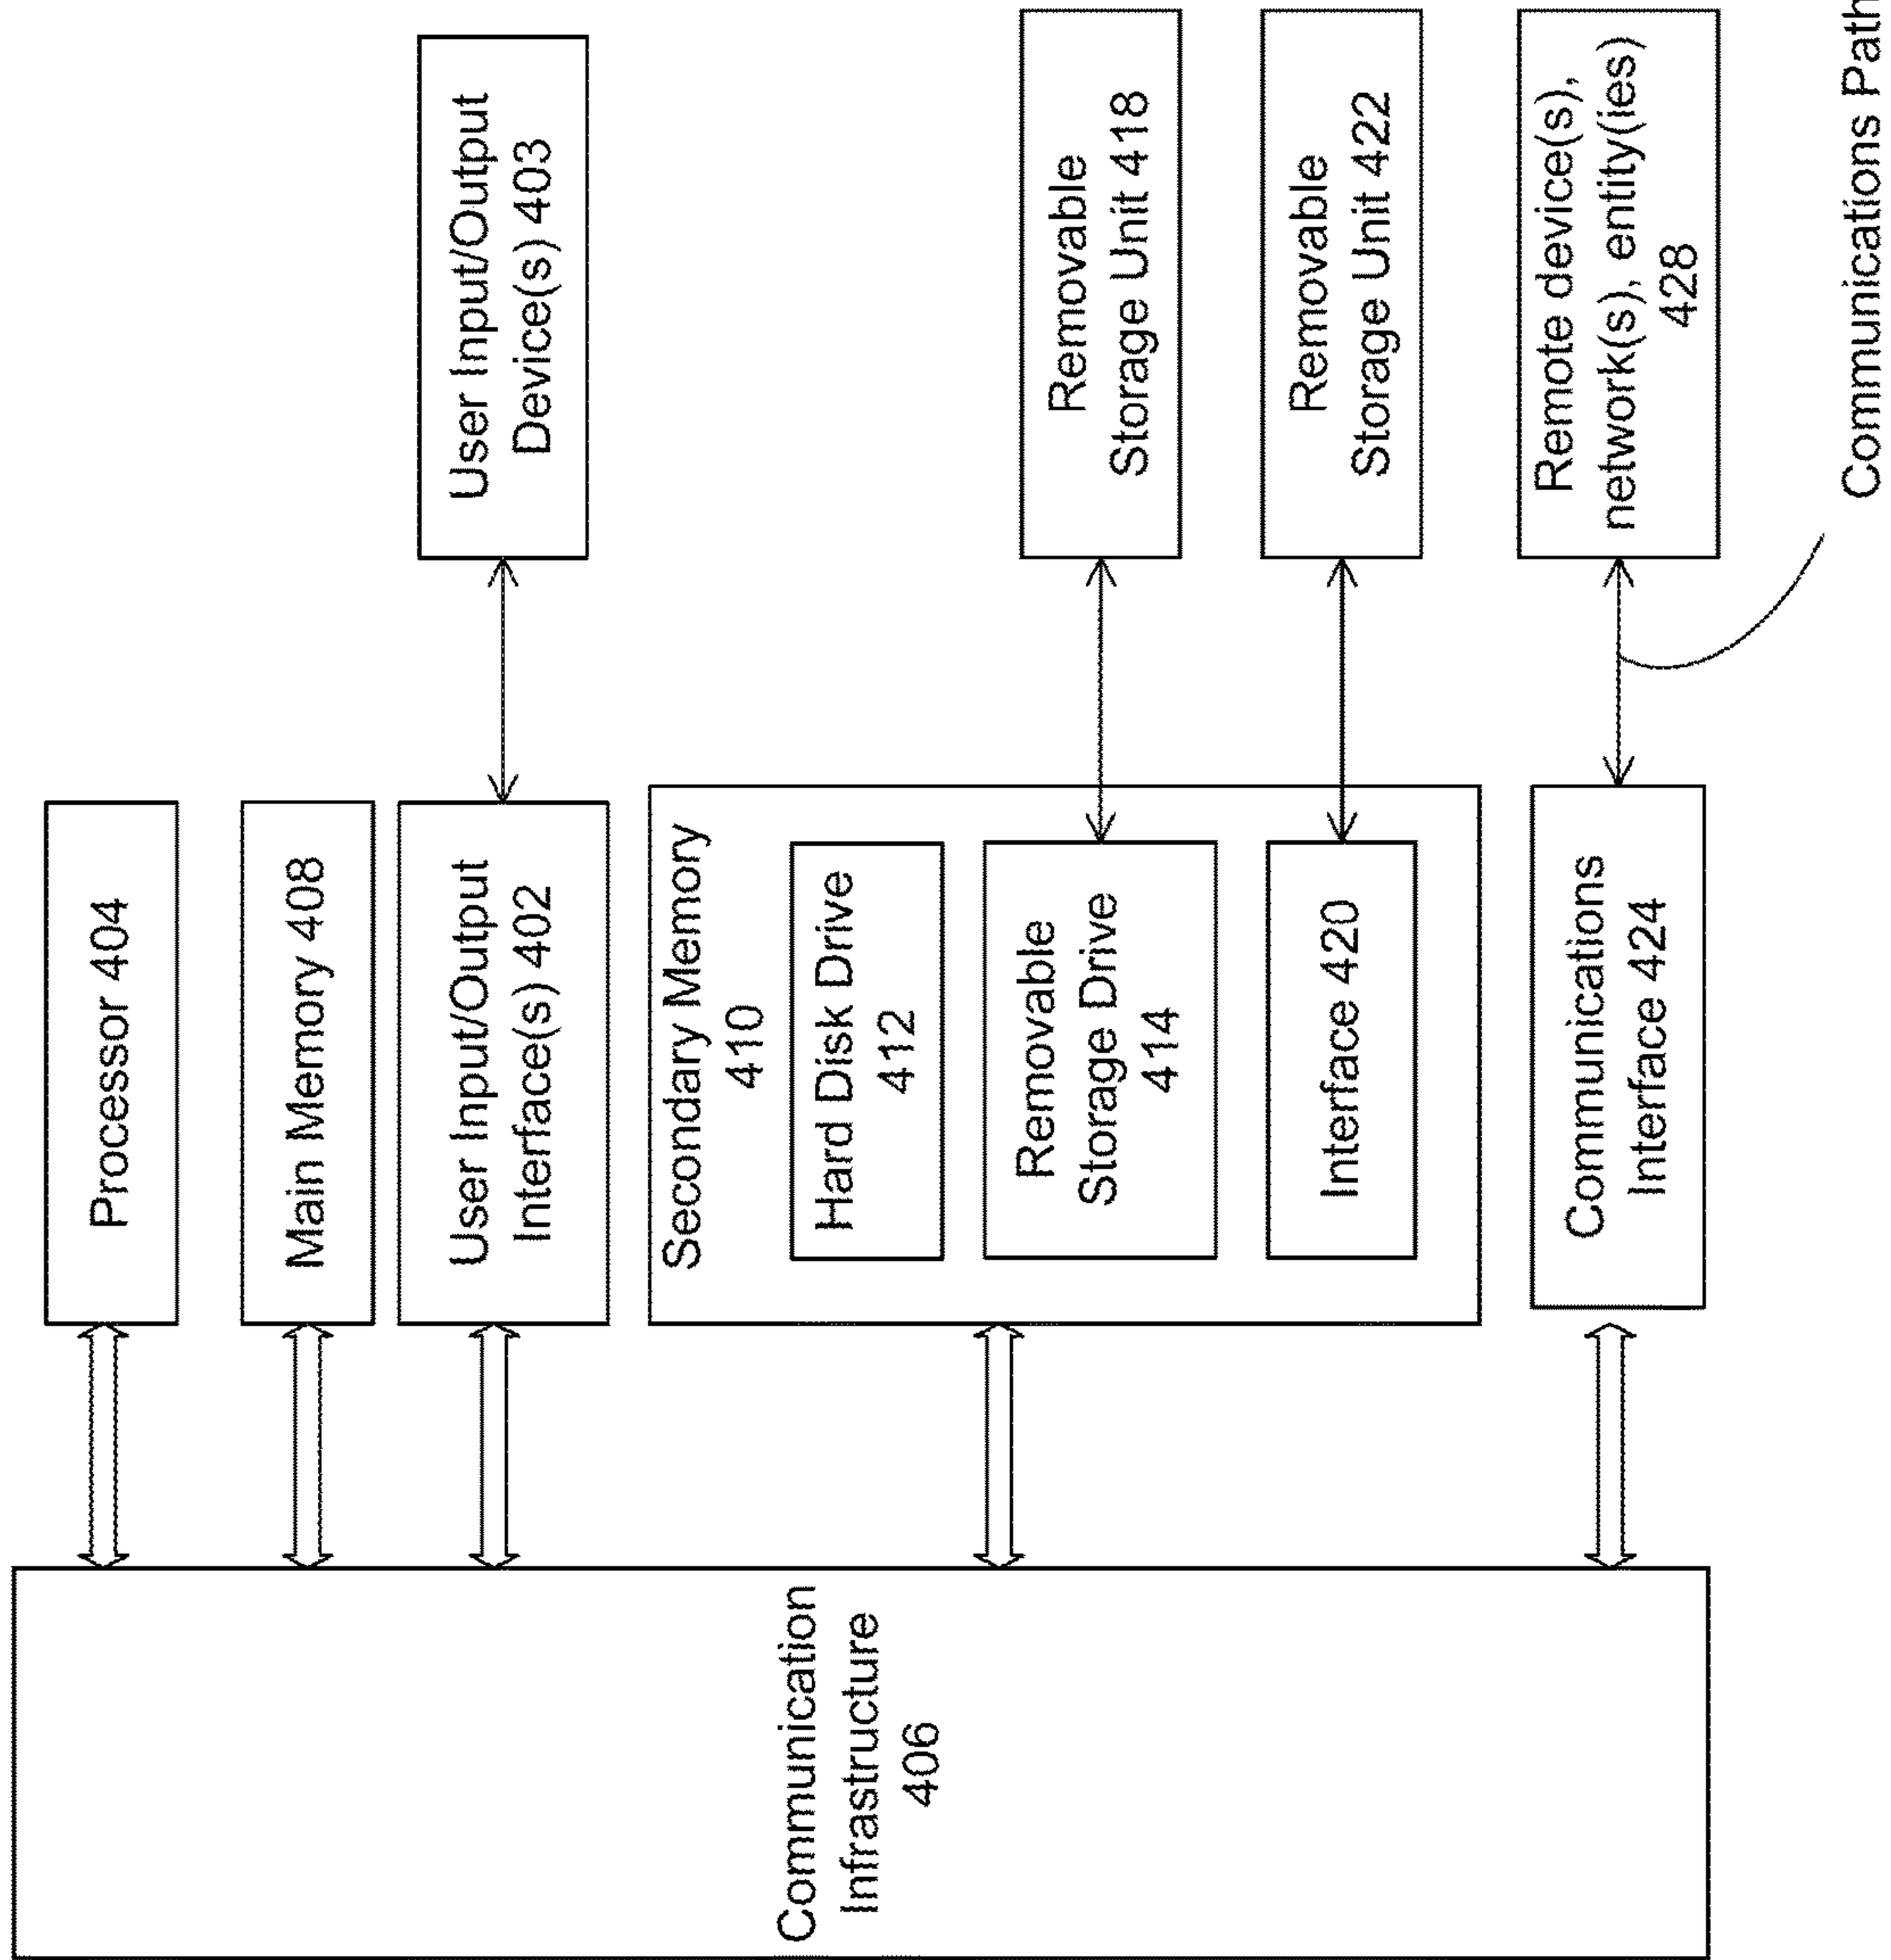 Processor 404
Main Memory 408
User Input/Output
Interface(s) 402
User Input/Output
Device(s) 403
Secondary Memory
410
Hard Disk Drive
412
Removable
Storage Drive
414
Interface 420
Removable
Storage Unit 418
Removable
Storage Unit 422
Communications
Interface 424
Remote device(s),
network(s), entity(ies)
428
Communications Path
Communication
Infrastructure
406